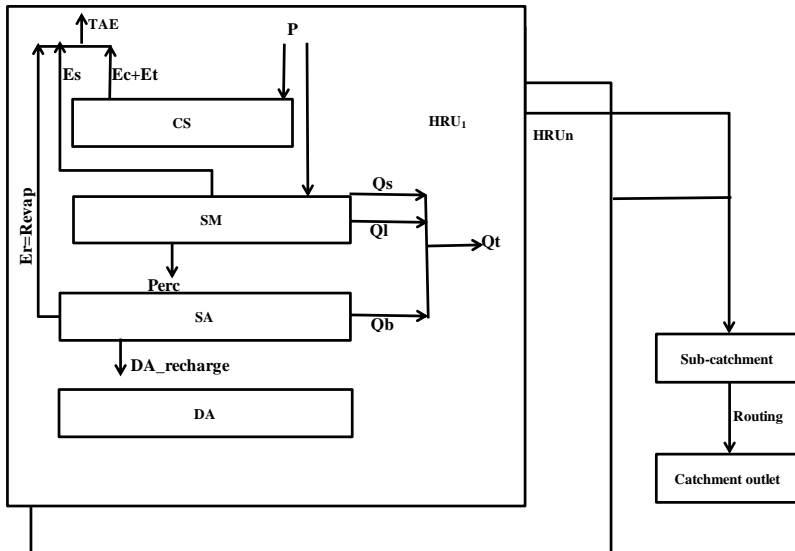 TAE
P
Es
Ec+Et
CS
HRU₁
HRUn
Er=Revap
SM
Qs
Ql
Qt
Perc
SA
Qb
DA_recharge
DA
Sub-catchment
Routing
Catchment outlet